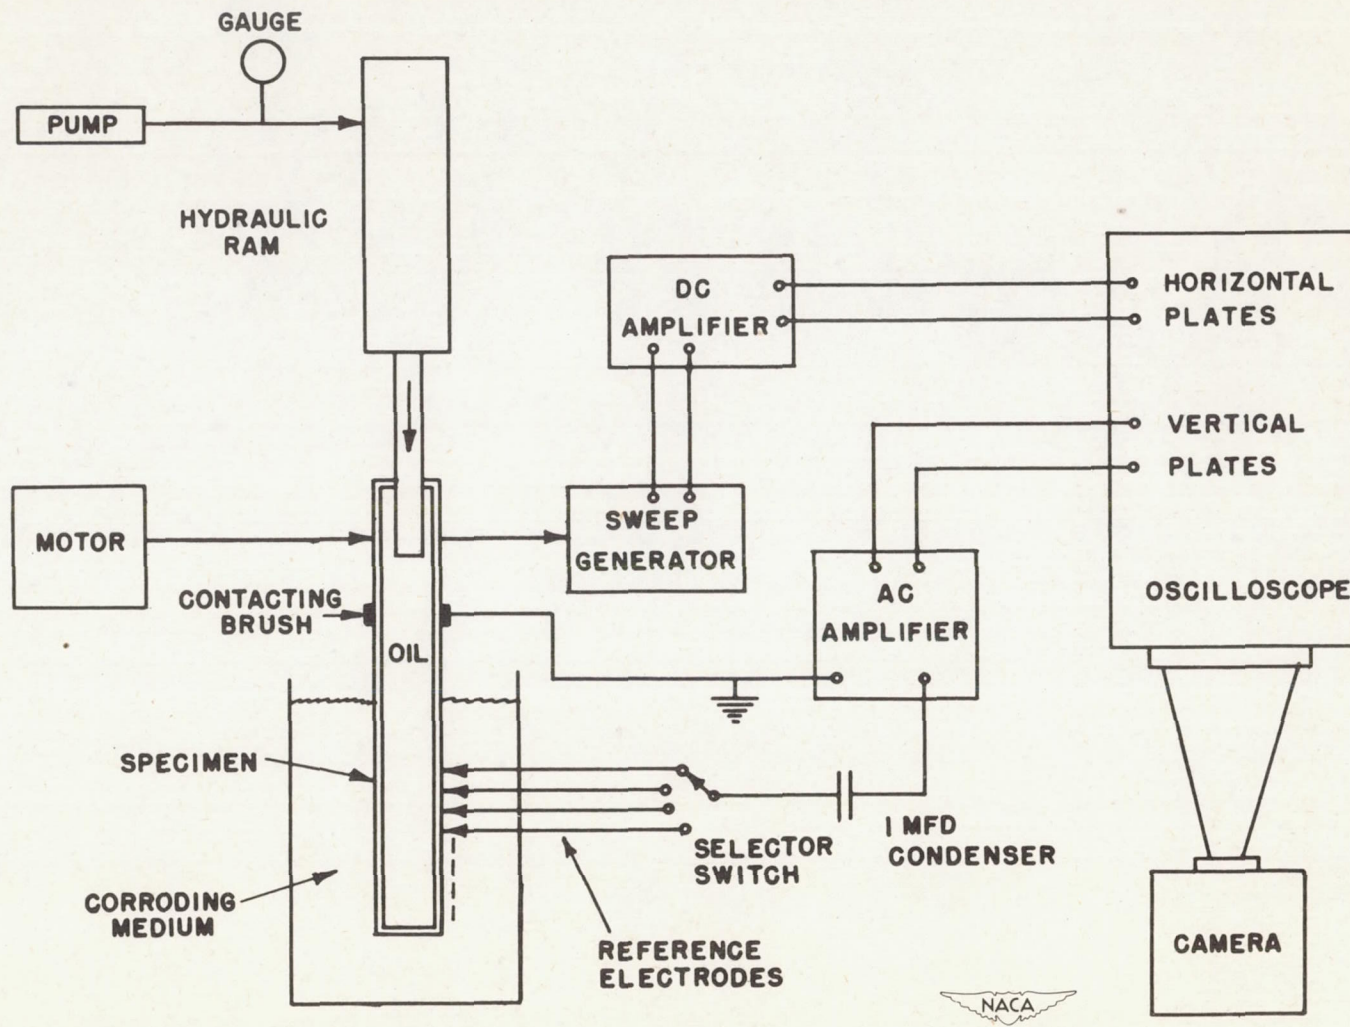 GAUGE
PUMP
HYDRAULIC
RAM
DC
AMPLIFIER
HORIZONTAL
PLATES
VERTICAL
PLATES
MOTOR
SWEEP
GENERATOR
CONTACTING
BRUSH
OIL
AC
AMPLIFIER
OSCILLOSCOPE
SPECIMEN
SELECTOR
SWITCH
1 MFD
CONDENSER
CORRODING
MEDIUM
REFERENCE
ELECTRODES
CAMERA
NACA